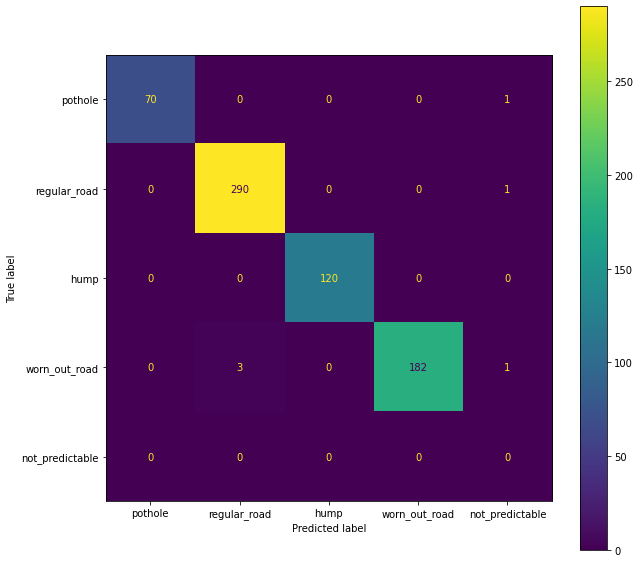 pothole 70 0 0 0 1
regular_road 0 290 0 0 1
hump 0 0 120 0 0
worn_out_road 0 3 0 182 1
not_predictable 0 0 0 0 0
pothole regular_road hump worn_out_road not_predictable
Predicted label
True label
250
200
150
100
50
0